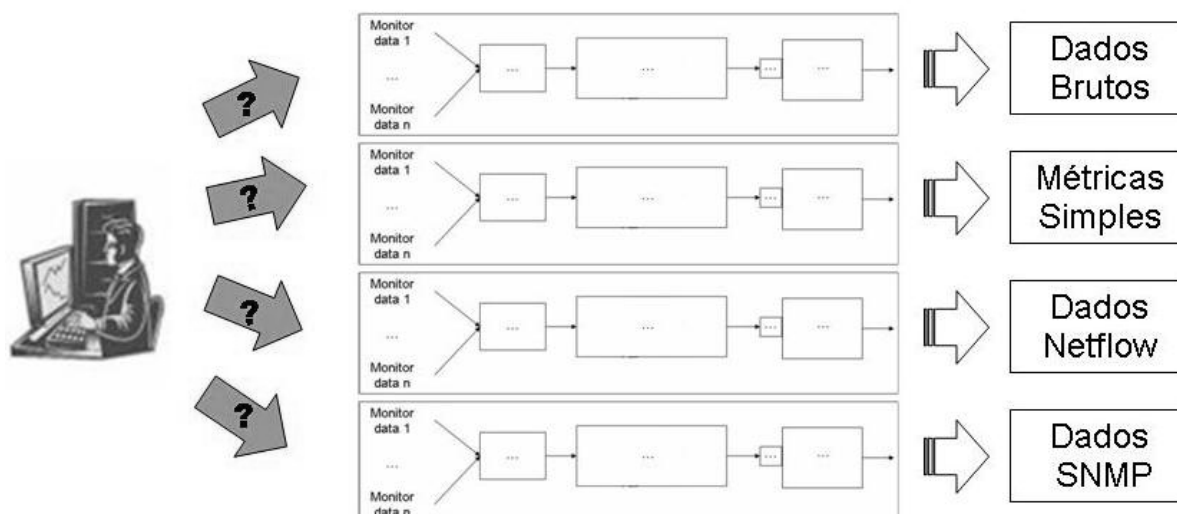 ?
Monitor
data 1
...
Monitor
data n
...
...
...
...
Dados
Brutos
?
Monitor
data 1
...
Monitor
data n
...
...
...
...
Métricas
Simples
?
Monitor
data 1
...
Monitor
data n
...
...
...
...
Dados
Netflow
?
Monitor
data 1
...
Monitor
data n
...
...
...
...
Dados
SNMP